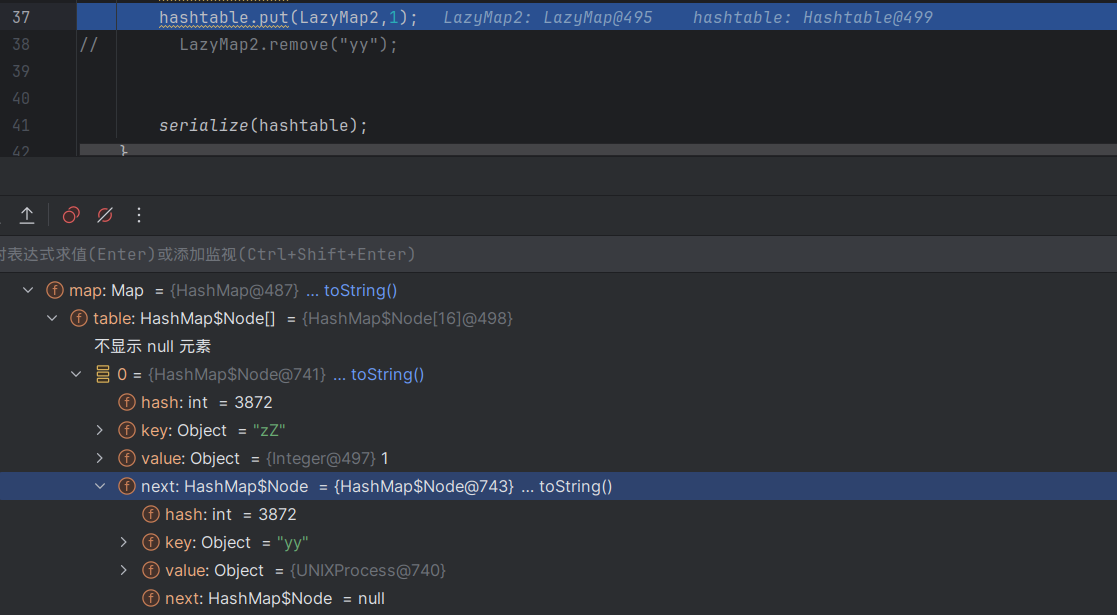 37 hashtable.put(LazyMap2,1); LazyMap2: LazyMap@495 hashtable: Hashtable@499
38 // LazyMap2.remove("yy");
39
40
41 serialize(hashtable);
42 }
时表达式求值(Enter)或添加监视(Ctrl+Shift+Enter)
f map: Map = {HashMap@487} ... toString()
f table: HashMap$Node[] = {HashMap$Node[16]@498}
不显示 null 元素
0 = {HashMap$Node@741} ... toString()
f hash: int = 3872
f key: Object = "zZ"
f value: Object = {Integer@497} 1
f next: HashMap$Node = {HashMap$Node@743} ... toString()
f hash: int = 3872
f key: Object = "yy"
f value: Object = {UNIXProcess@740}
f next: HashMap$Node = null